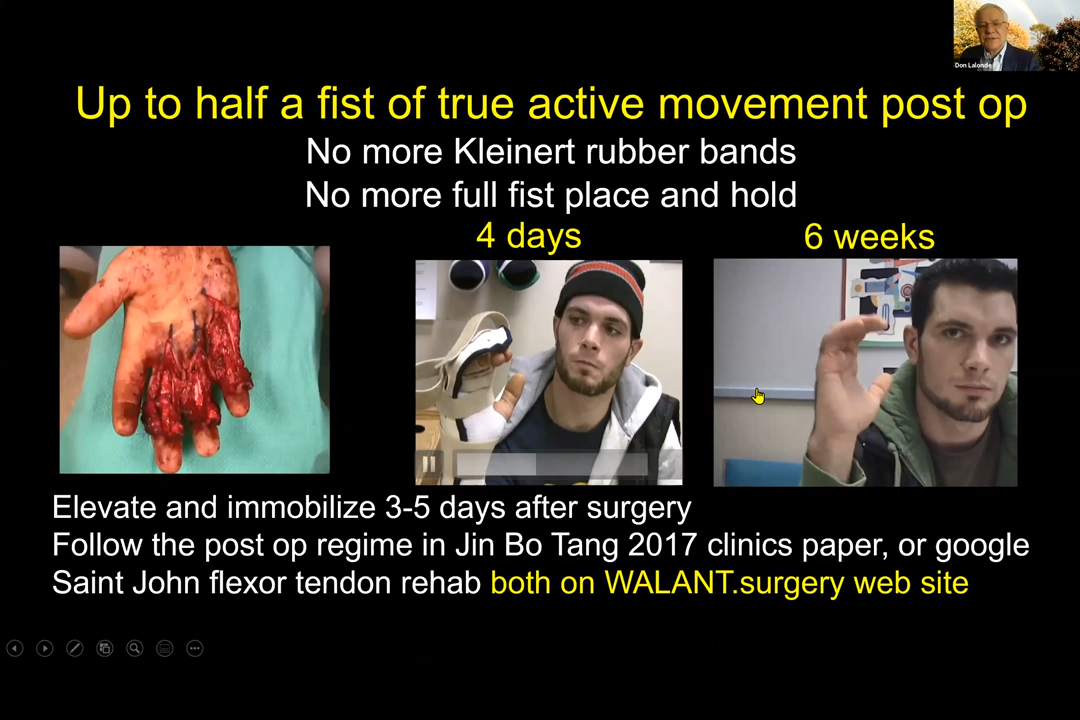 Don Lalonde
Up to half a fist of true active movement post op
No more Kleinert rubber bands
No more full fist place and hold
4 days
6 weeks
Elevate and immobilize 3-5 days after surgery
Follow the post op regime in Jin Bo Tang 2017 clinics paper, or google
Saint John flexor tendon rehab both on WALANT.surgery web site